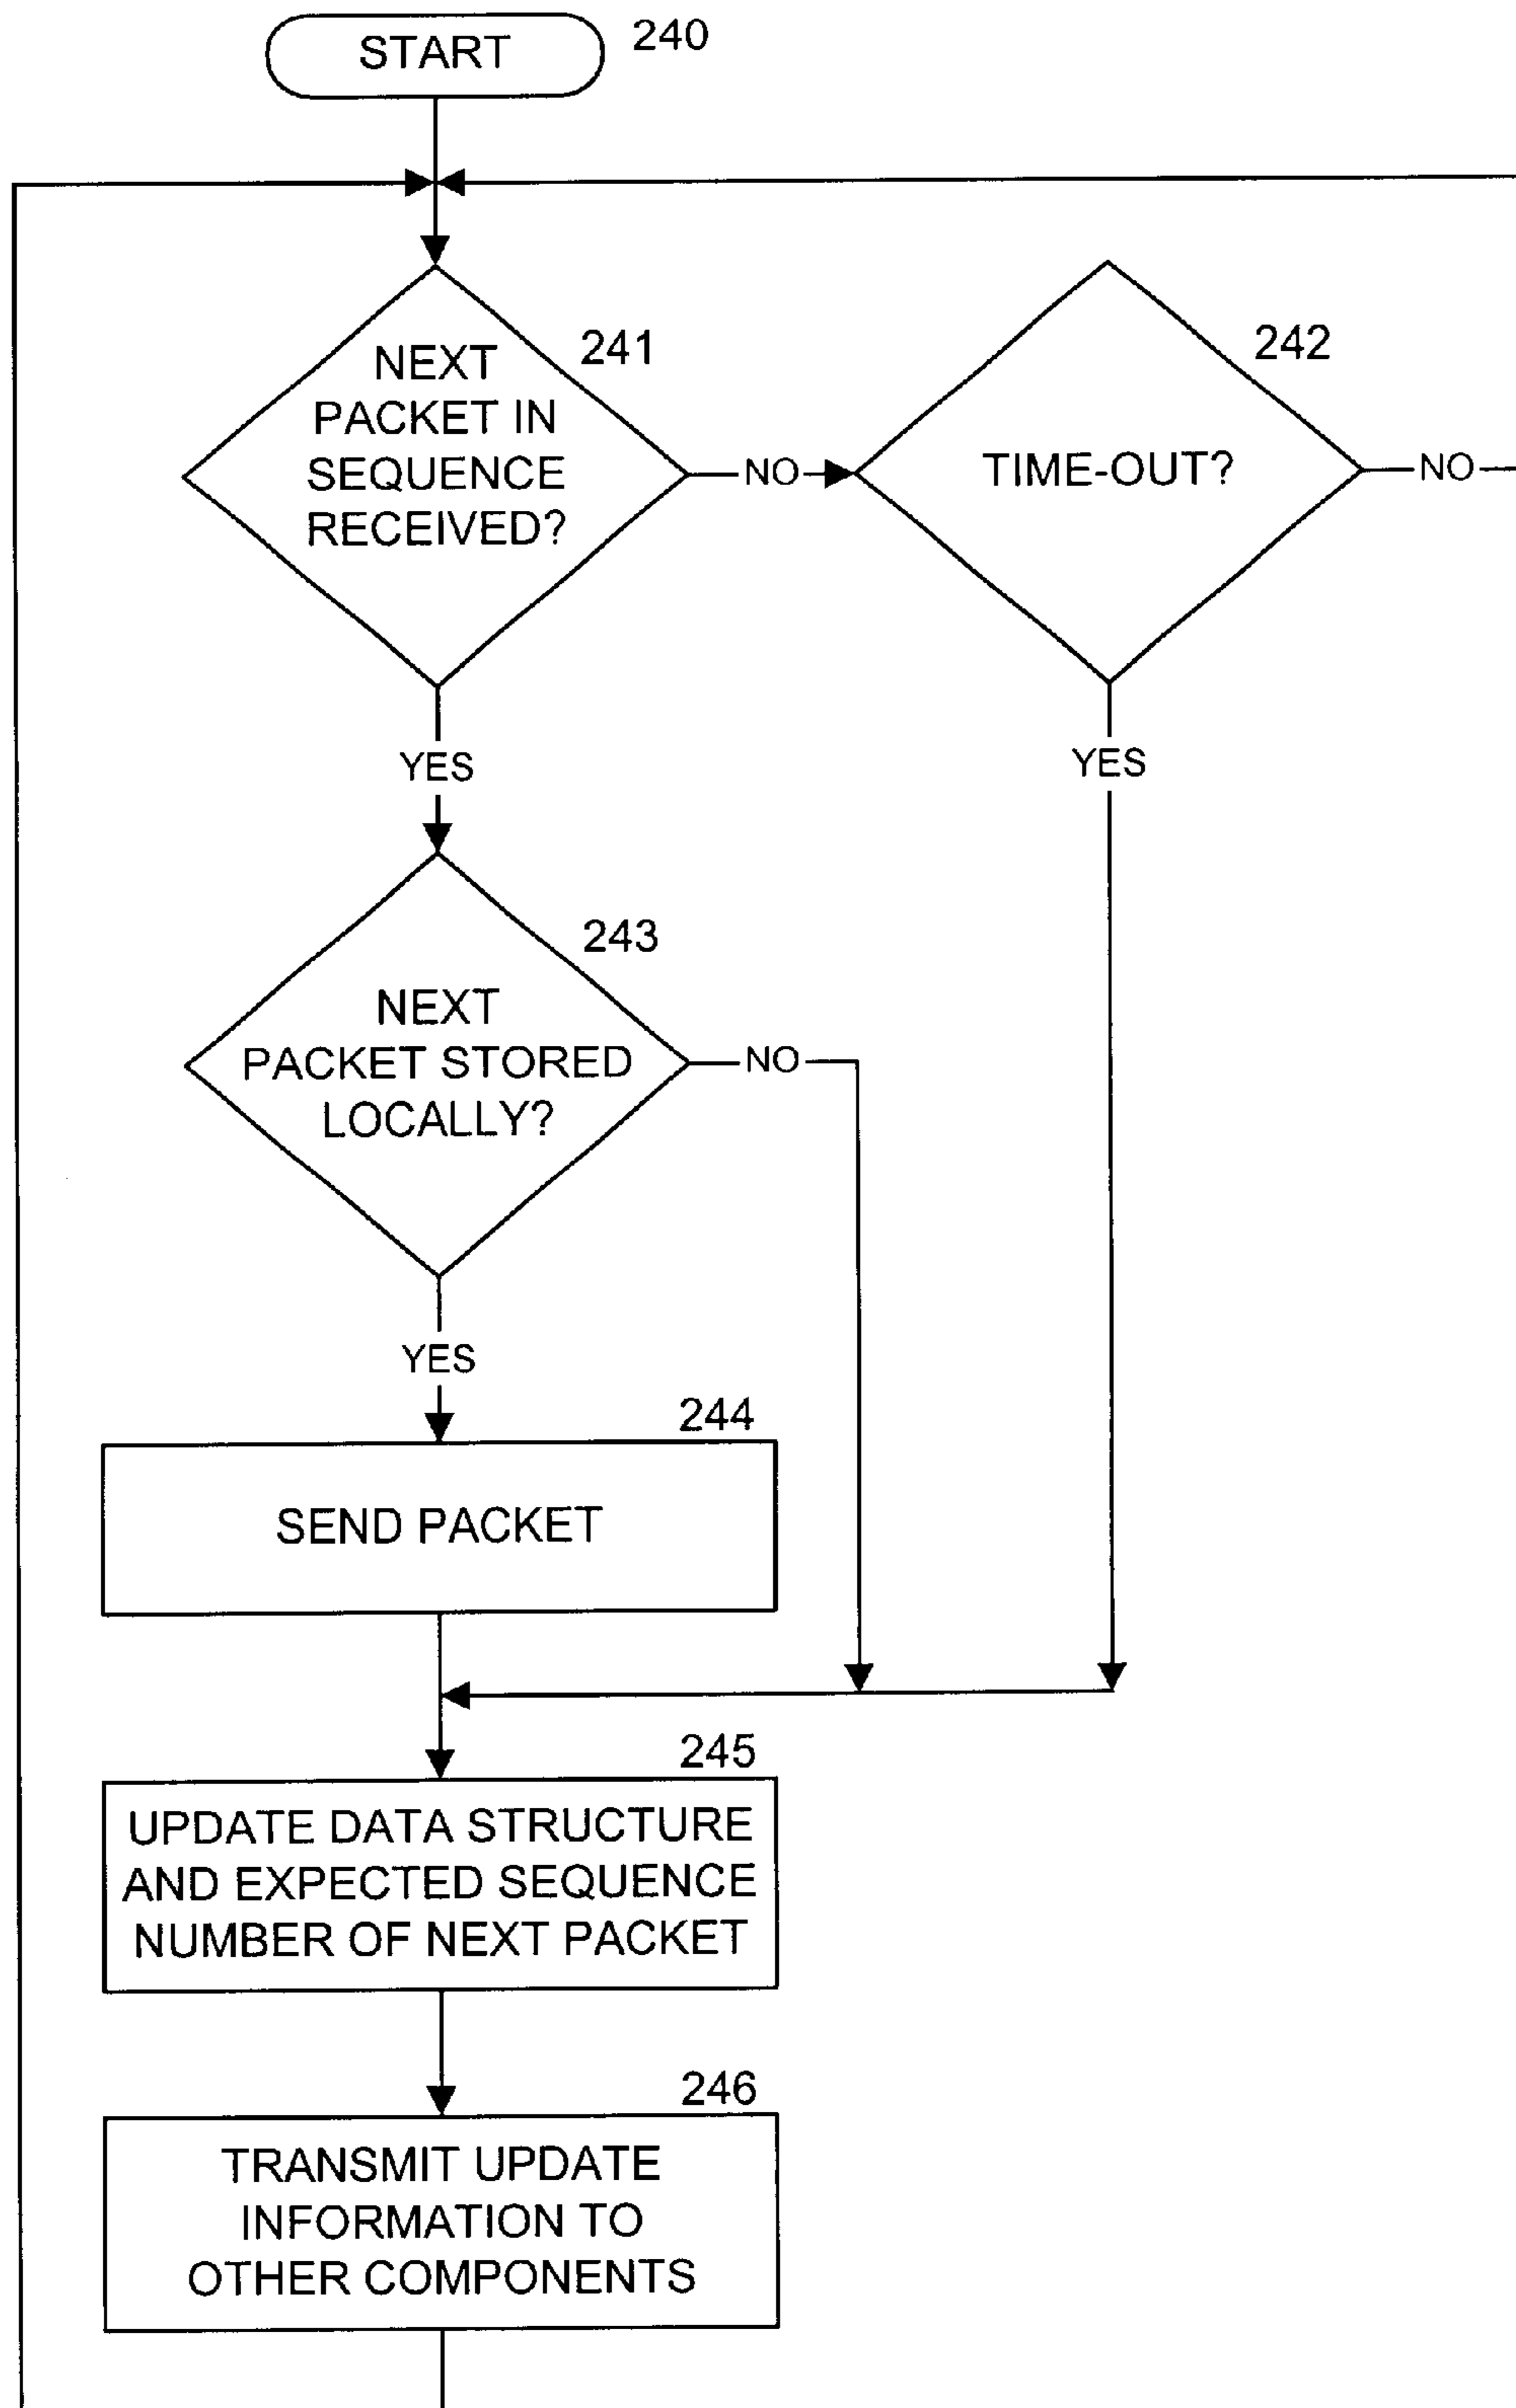 START
240
NEXT
PACKET IN
SEQUENCE
RECEIVED?
241
NO
TIME-OUT?
242
NO
YES
YES
NEXT
PACKET STORED
LOCALLY?
243
NO
YES
244
SEND PACKET
245
UPDATE DATA STRUCTURE
AND EXPECTED SEQUENCE
NUMBER OF NEXT PACKET
246
TRANSMIT UPDATE
INFORMATION TO
OTHER COMPONENTS